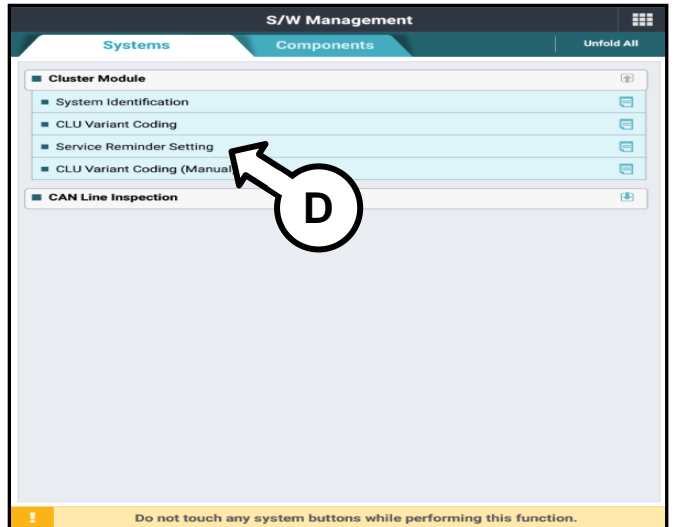 S/W Management
Systems Components Unfold All
Cluster Module
System Identification
CLU Variant Coding
Service Reminder Setting
CLU Variant Coding (Manual
CAN Line Inspection
D
! Do not touch any system buttons while performing this function.